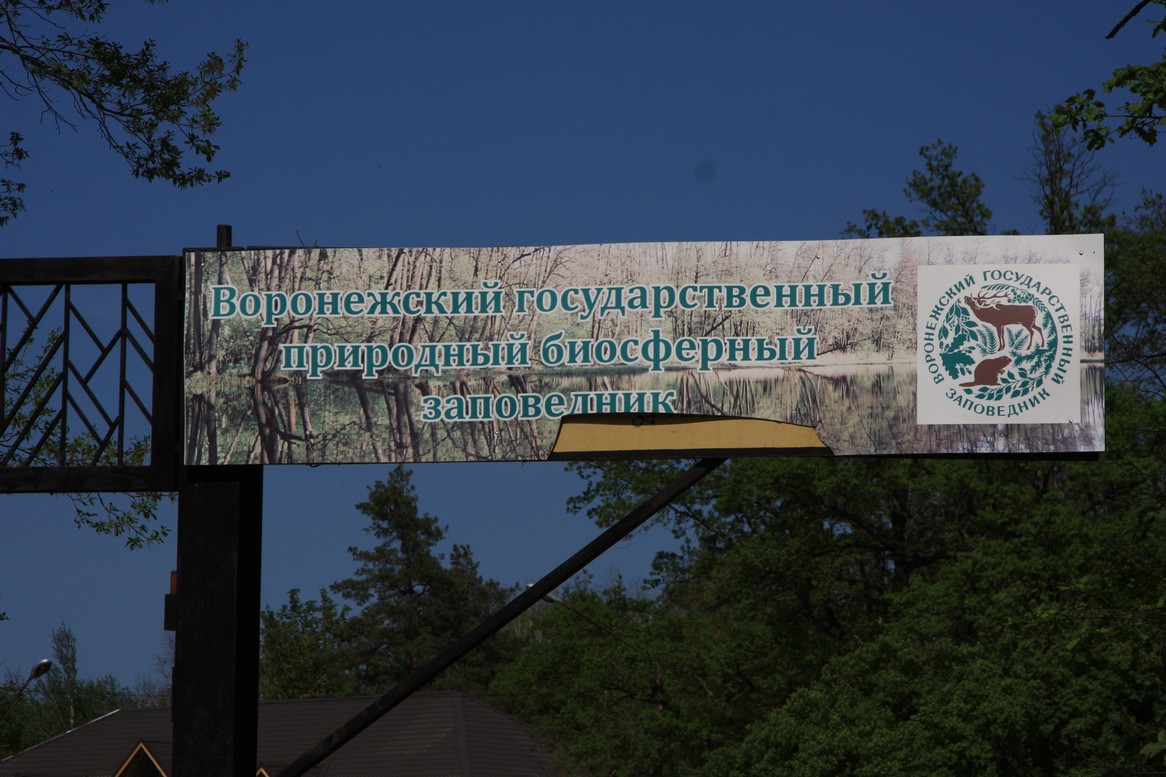 Воронежский государственный
природный биосферный
заповедник
ВОРОНЕЖСКИЙ ГОСУДАРСТВЕННЫЙ
ЗАПОВЕДНИК